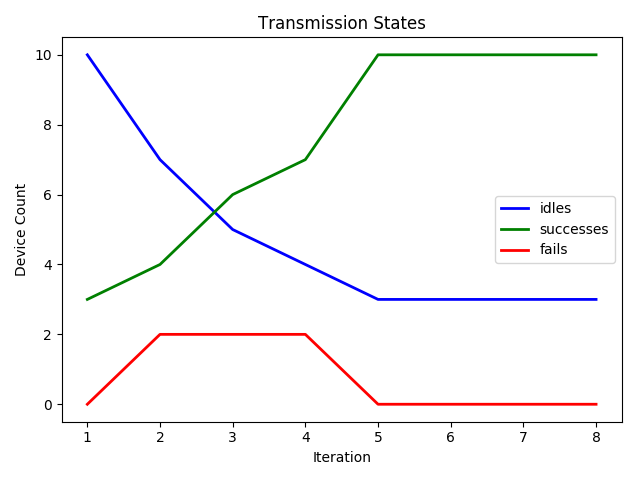 Transmission States
Device Count
10
8
6
4
2
0
idles
successes
fails
1 2 3 4 5 6 7 8
Iteration